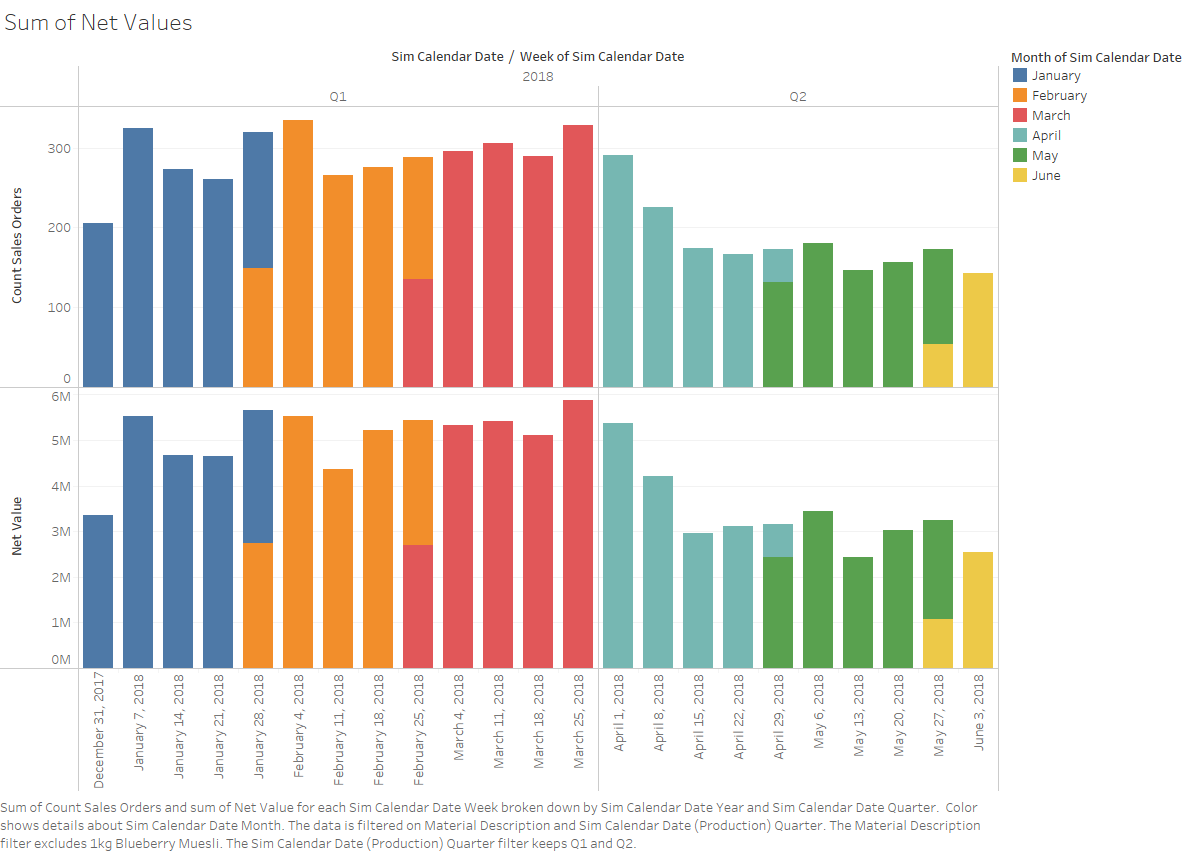 Sum of Net Values
Sim Calendar Date / Week of Sim Calendar Date
2018
Q1
Q2
Month of Sim Calendar Date
January
February
March
April
May
June
Count Sales Orders
300
200
100
0
Net Value
6M
5M
4M
3M
2M
1M
0M
December 31, 2017
January 7, 2018
January 14, 2018
January 21, 2018
January 28, 2018
February 4, 2018
February 11, 2018
February 18, 2018
February 25, 2018
March 4, 2018
March 11, 2018
March 18, 2018
March 25, 2018
April 1, 2018
April 8, 2018
April 15, 2018
April 22, 2018
April 29, 2018
May 6, 2018
May 13, 2018
May 20, 2018
May 27, 2018
June 3, 2018
Sum of Count Sales Orders and sum of Net Value for each Sim Calendar Date Week broken down by Sim Calendar Date Year and Sim Calendar Date Quarter.  Color
shows details about Sim Calendar Date Month. The data is filtered on Material Description and Sim Calendar Date (Production) Quarter. The Material Description
filter excludes 1kg Blueberry Muesli. The Sim Calendar Date (Production) Quarter filter keeps Q1 and Q2.